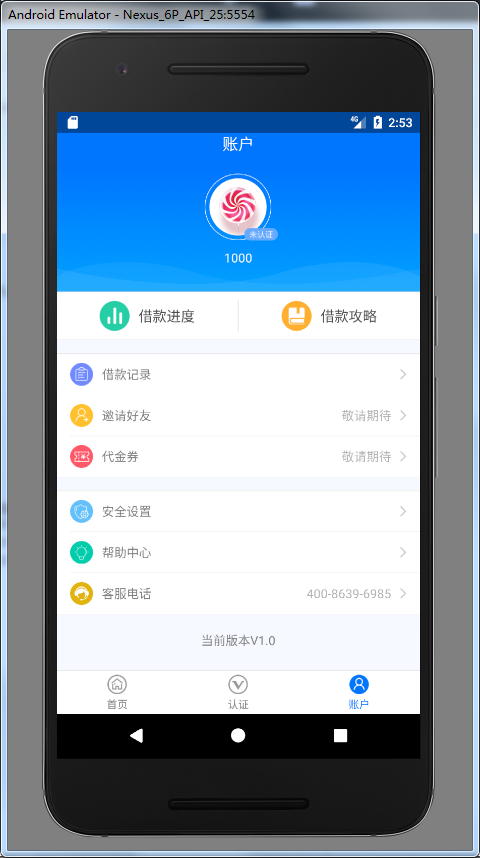 Android Emulator - Nexus_6P_API_25:5554
4G 2:53
账户
未认证
1000
借款进度 借款攻略
借款记录
邀请好友 敬请期待
代金券 敬请期待
安全设置
帮助中心
客服电话 400-8639-6985
当前版本V1.0
首页 认证 账户